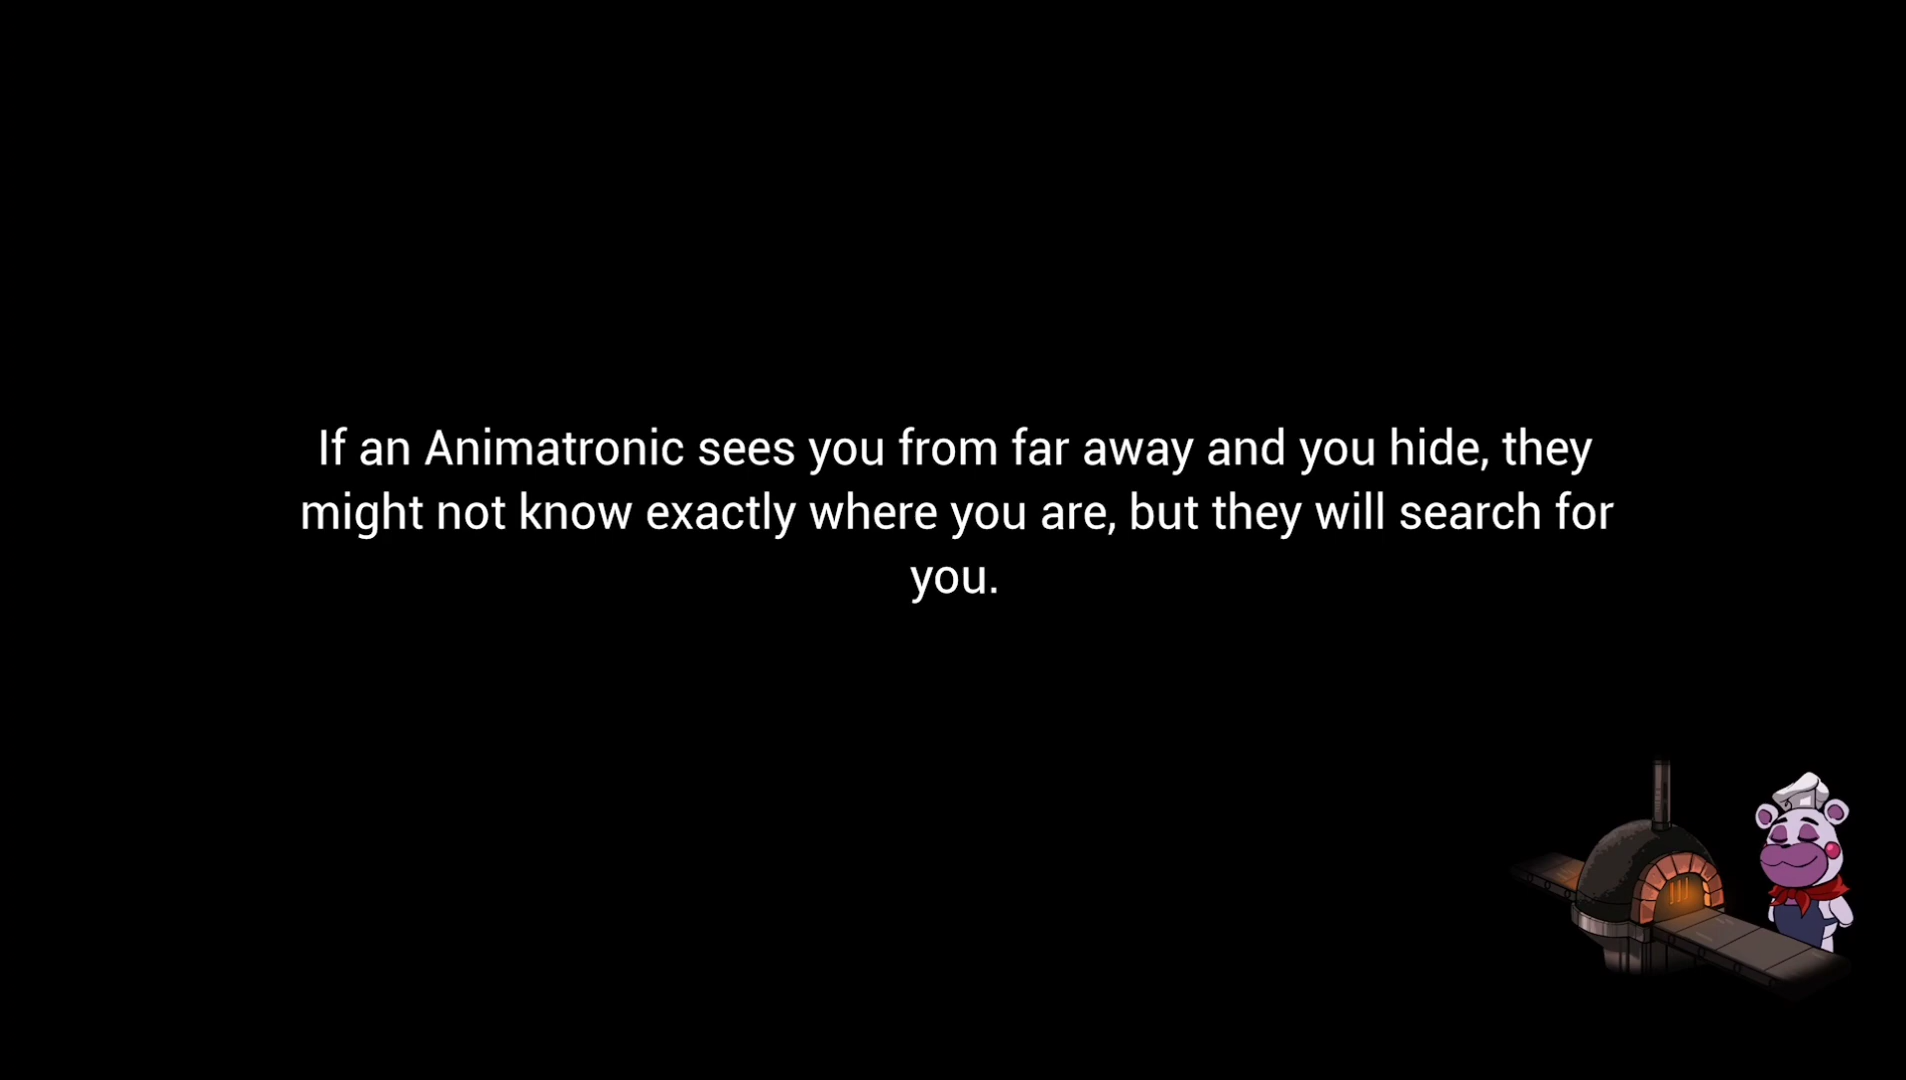 If an Animatronic sees you from far away and you hide, they
might not know exactly where you are, but they will search for
you.